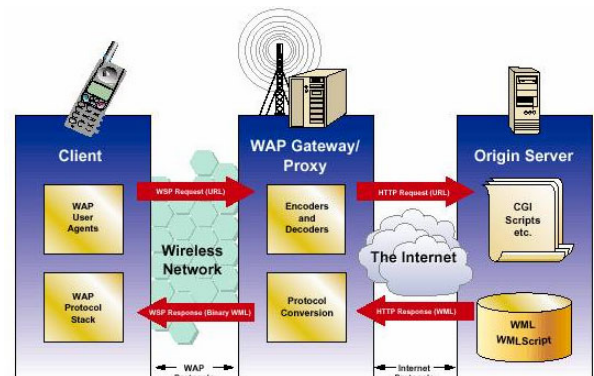 Client
WAP Gateway/
Proxy
Origin Server
WSP Request (URL)
HTTP Request (URL)
WAP
User
Agents
Encoders
and
Decoders
CGI
Scripts
etc.
Wireless
Network
The Internet
WAP
Protocol
Stack
WSP Response (Binary WML)
Protocol
Conversion
HTTP Response (WML)
WML
WMLScript
WAP
Internet